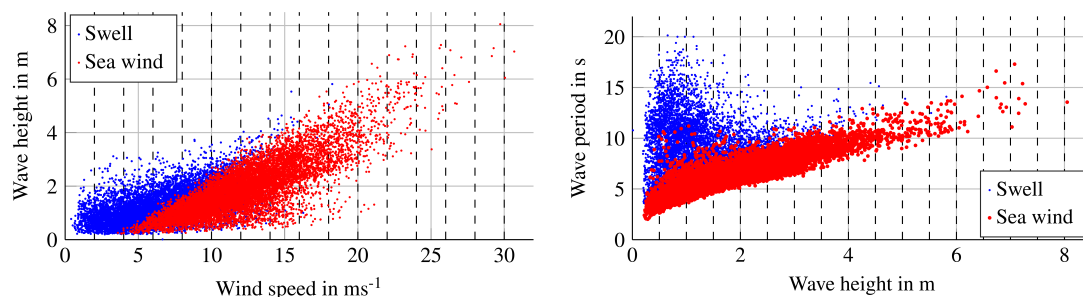 Wave height in m
8
6
4
2
0
Swell
Sea wind
0 5 10 15 20 25 30
Wind speed in ms-1
Wave period in s
20
15
10
5
0
Swell
Sea wind
0 2 4 6 8
Wave height in m